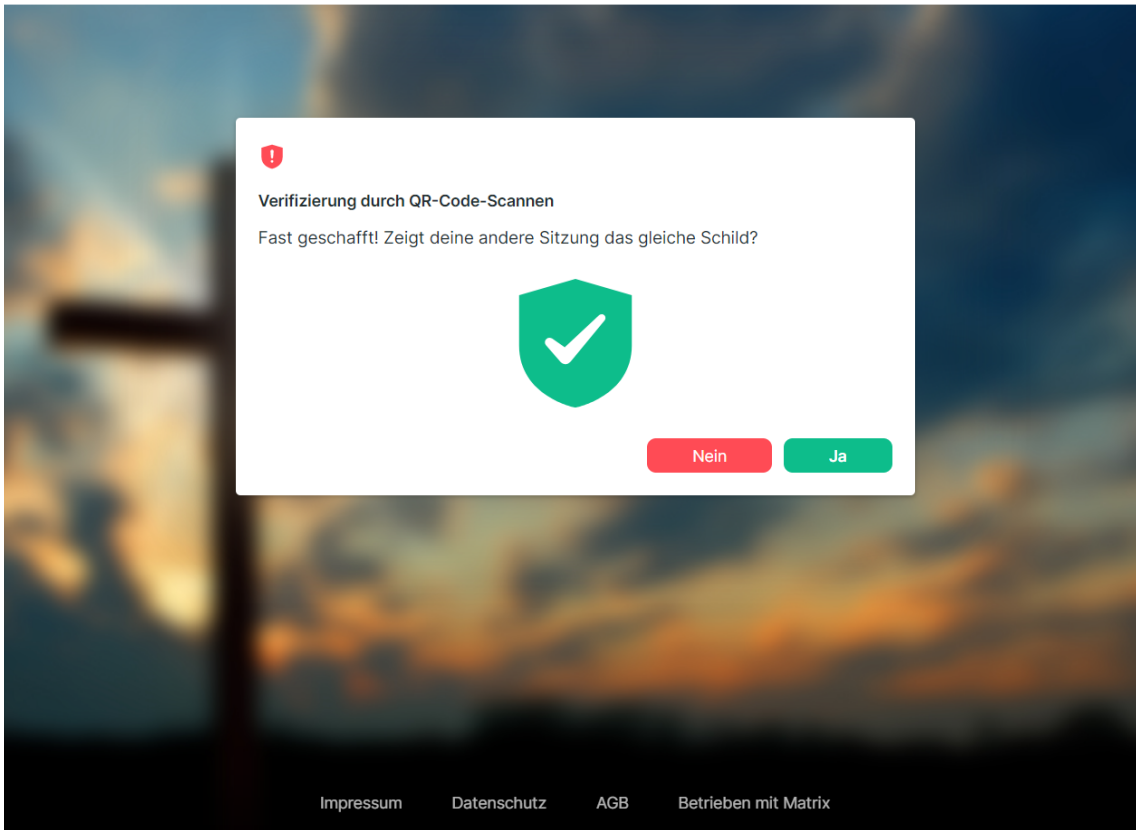 Verifizierung durch QR-Code-Scannen
Fast geschafft! Zeigt deine andere Sitzung das gleiche Schild?
Nein Ja
Impressum Datenschutz AGB Betrieben mit Matrix